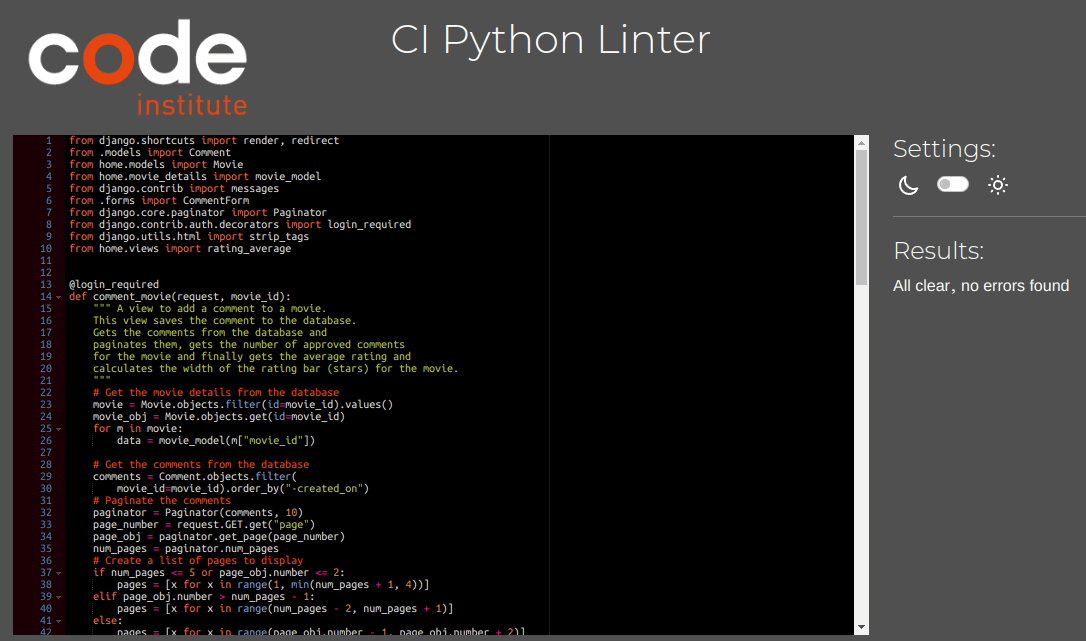 code
institute
CI Python Linter
1 from django.shortcuts import render, redirect
2 from .models import Comment
3 from home.models import Movie
4 from home.movie_details import movie_model
5 from django.contrib import messages
6 from .forms import CommentForm
7 from django.core.paginator import Paginator
8 from django.contrib.auth.decorators import login_required
9 from django.utils.html import strip_tags
10 from home.views import rating_average
11
12
13 @login_required
14 def comment_movie(request, movie_id):
15     """ A view to add a comment to a movie.
16     This view saves the comment to the database.
17     Gets the comments from the database and
18     paginates them, gets the number of approved comments
19     for the movie and finally gets the average rating and
20     calculates the width of the rating bar (stars) for the movie.
21     """
22     # Get the movie details from the database
23     movie = Movie.objects.filter(id=movie_id).values()
24     movie_obj = Movie.objects.get(id=movie_id)
25     for m in movie:
26         data = movie_model(m["movie_id"])
27
28     # Get the comments from the database
29     comments = Comment.objects.filter(
30         movie_id=movie_id).order_by("-created_on")
31     # Paginate the comments
32     paginator = Paginator(comments, 10)
33     page_number = request.GET.get("page")
34     page_obj = paginator.get_page(page_number)
35     num_pages = paginator.num_pages
36     # Create a list of pages to display
37     if num_pages <= 5 or page_obj.number <= 2:
38         pages = [x for x in range(1, min(num_pages + 1, 4))]
39     elif page_obj.number > num_pages - 1:
40         pages = [x for x in range(num_pages - 2, num_pages + 1)]
41     else:
42         pages = [x for x in range(page_obj.number - 1, page_obj.number + 2)]
Settings:
Results:
All clear, no errors found